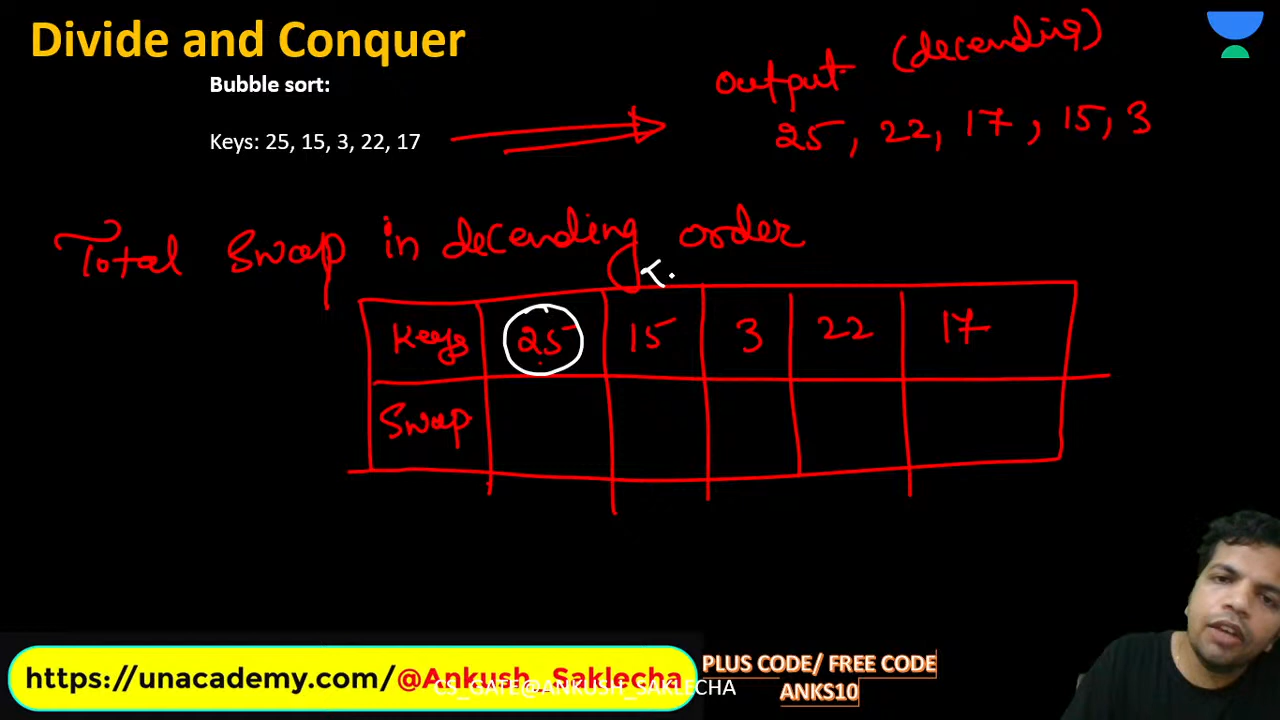 Divide and Conquer
Bubble sort:
Keys: 25, 15, 3, 22, 17
output (decending)
25, 22, 17, 15, 3
Total Swap in decending order
Keys 25 15 3 22 17
Swap
https://unacademy.com/@Ankush_Saklecha
CS_GATE@ANKUSH_SAKLECHA
PLUS CODE/ FREE CODE
ANKS10